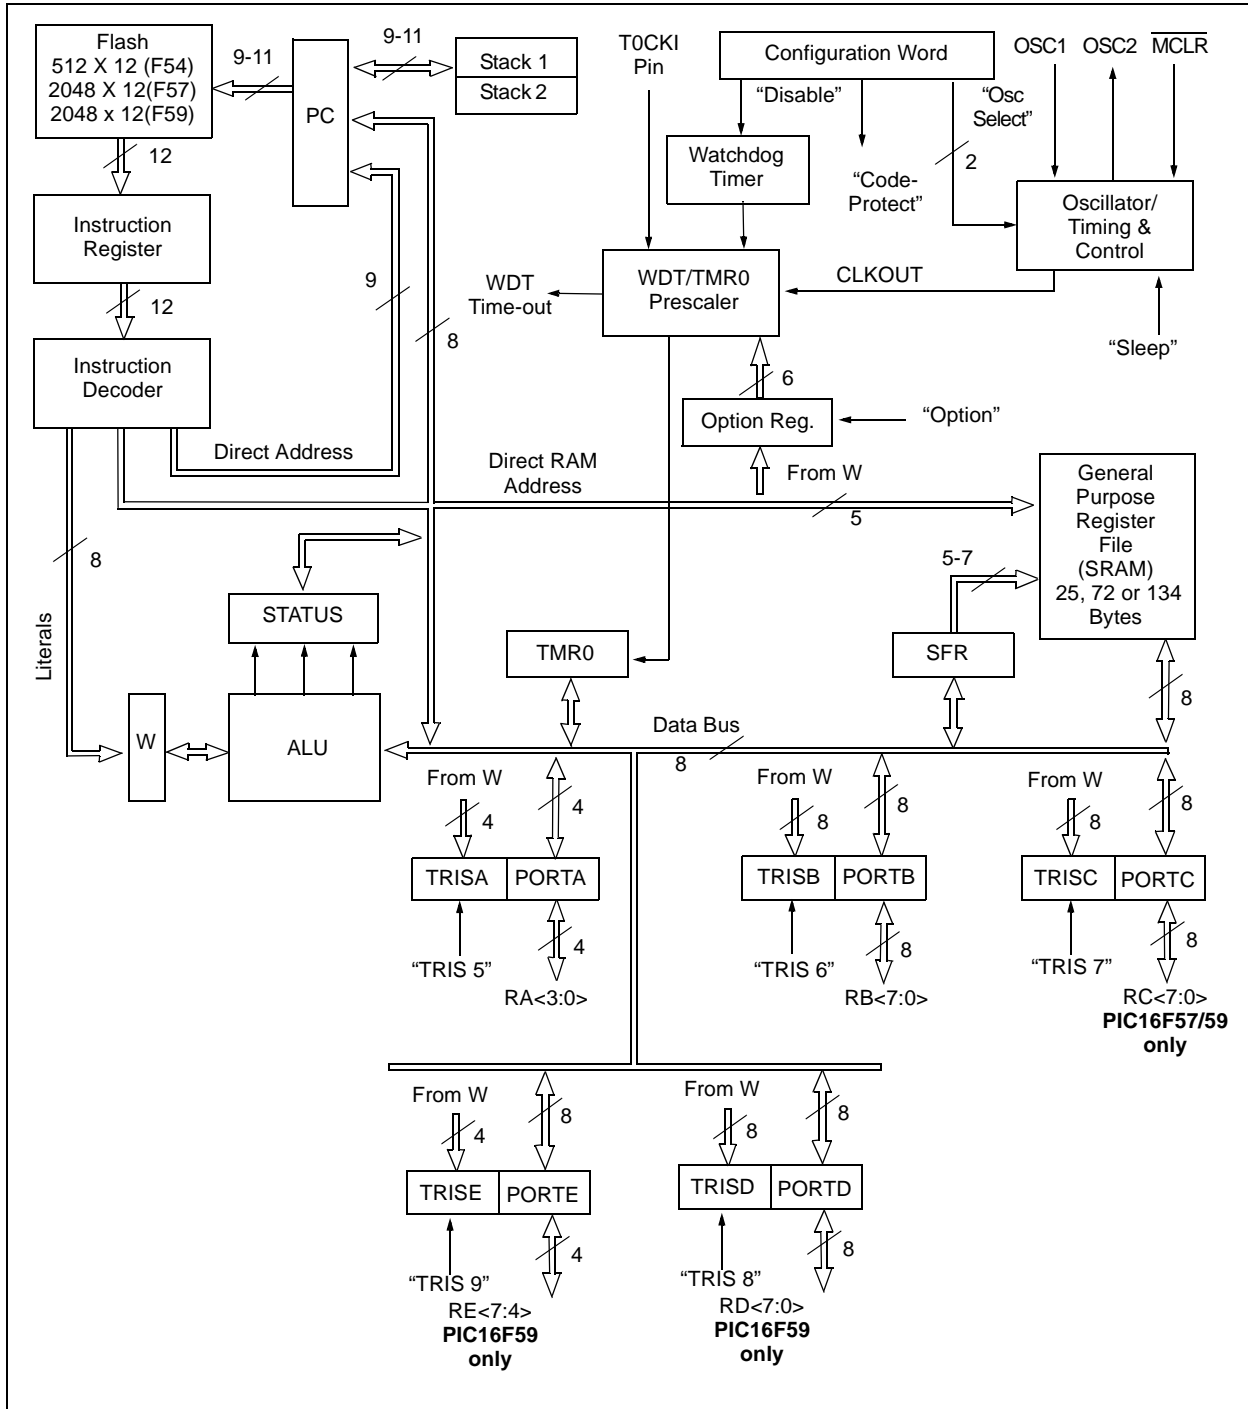 Flash
512 X 12 (F54)
2048 X 12(F57)
2048 x 12(F59)
9-11
PC
9-11
Stack 1
Stack 2
T0CKI
Pin
Configuration Word
OSC1
OSC2
MCLR
“Disable”
“Osc
Select”
12
Watchdog
Timer
“Code-
Protect”
2
Instruction
Register
Oscillator/
Timing &
Control
9
WDT
Time-out
WDT/TMR0
Prescaler
CLKOUT
12
8
“Sleep”
Instruction
Decoder
6
Option Reg.
“Option”
Direct Address
Direct RAM
Address
From W
5
General
Purpose
Register
File
(SRAM)
25, 72 or 134
Bytes
8
5-7
Literals
STATUS
TMR0
SFR
8
W
ALU
Data Bus
8
From W
4
4
From W
8
8
From W
8
8
TRISA
PORTA
TRISB
PORTB
TRISC
PORTC
4
8
8
“TRIS 5”
“TRIS 6”
“TRIS 7”
RA<3:0>
RB<7:0>
RC<7:0>
PIC16F57/59
only
From W
4
8
From W
8
8
TRISE
PORTE
TRISD
PORTD
4
8
“TRIS 9”
“TRIS 8”
RE<7:4>
PIC16F59
only
RD<7:0>
PIC16F59
only